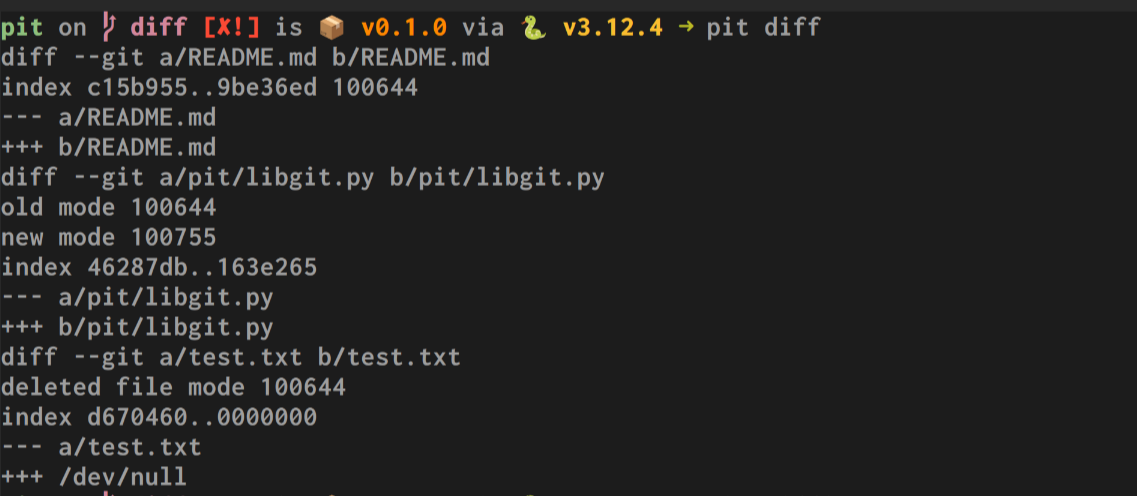 pit on diff [✘!] is 📦 v0.1.0 via 🐍 v3.12.4 → pit diff
diff --git a/README.md b/README.md
index c15b955..9be36ed 100644
--- a/README.md
+++ b/README.md
diff --git a/pit/libgit.py b/pit/libgit.py
old mode 100644
new mode 100755
index 46287db..163e265
--- a/pit/libgit.py
+++ b/pit/libgit.py
diff --git a/test.txt b/test.txt
deleted file mode 100644
index d670460..0000000
--- a/test.txt
+++ /dev/null